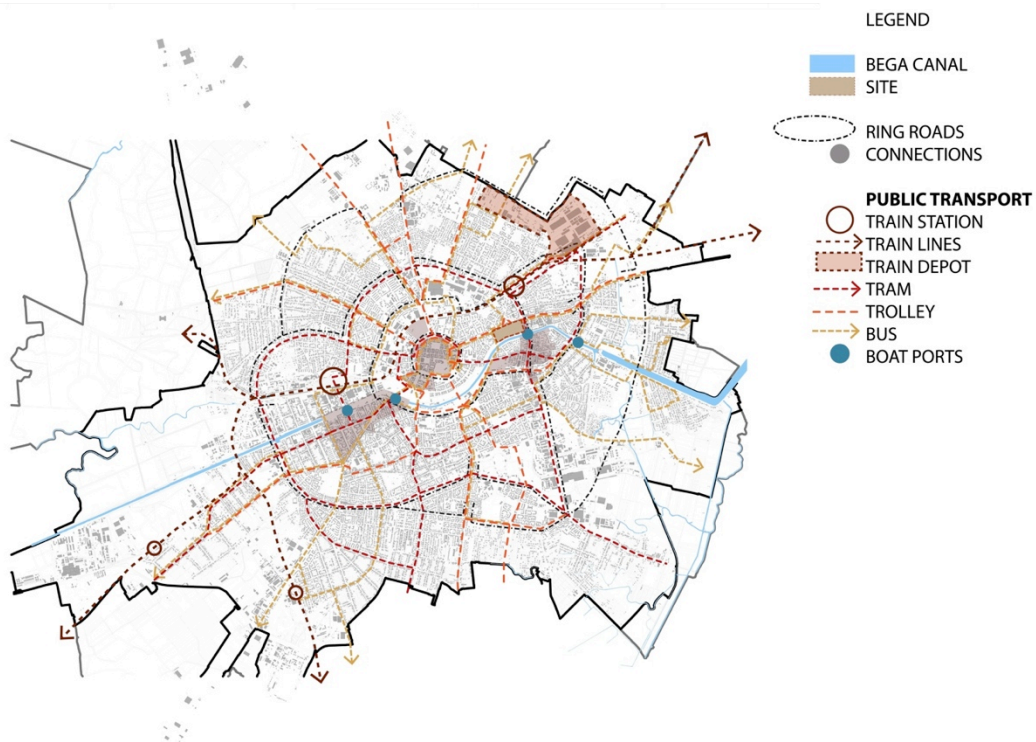 LEGEND
BEGA CANAL
SITE
RING ROADS
CONNECTIONS
PUBLIC TRANSPORT
TRAIN STATION
TRAIN LINES
TRAIN DEPOT
TRAM
TROLLEY
BUS
BOAT PORTS